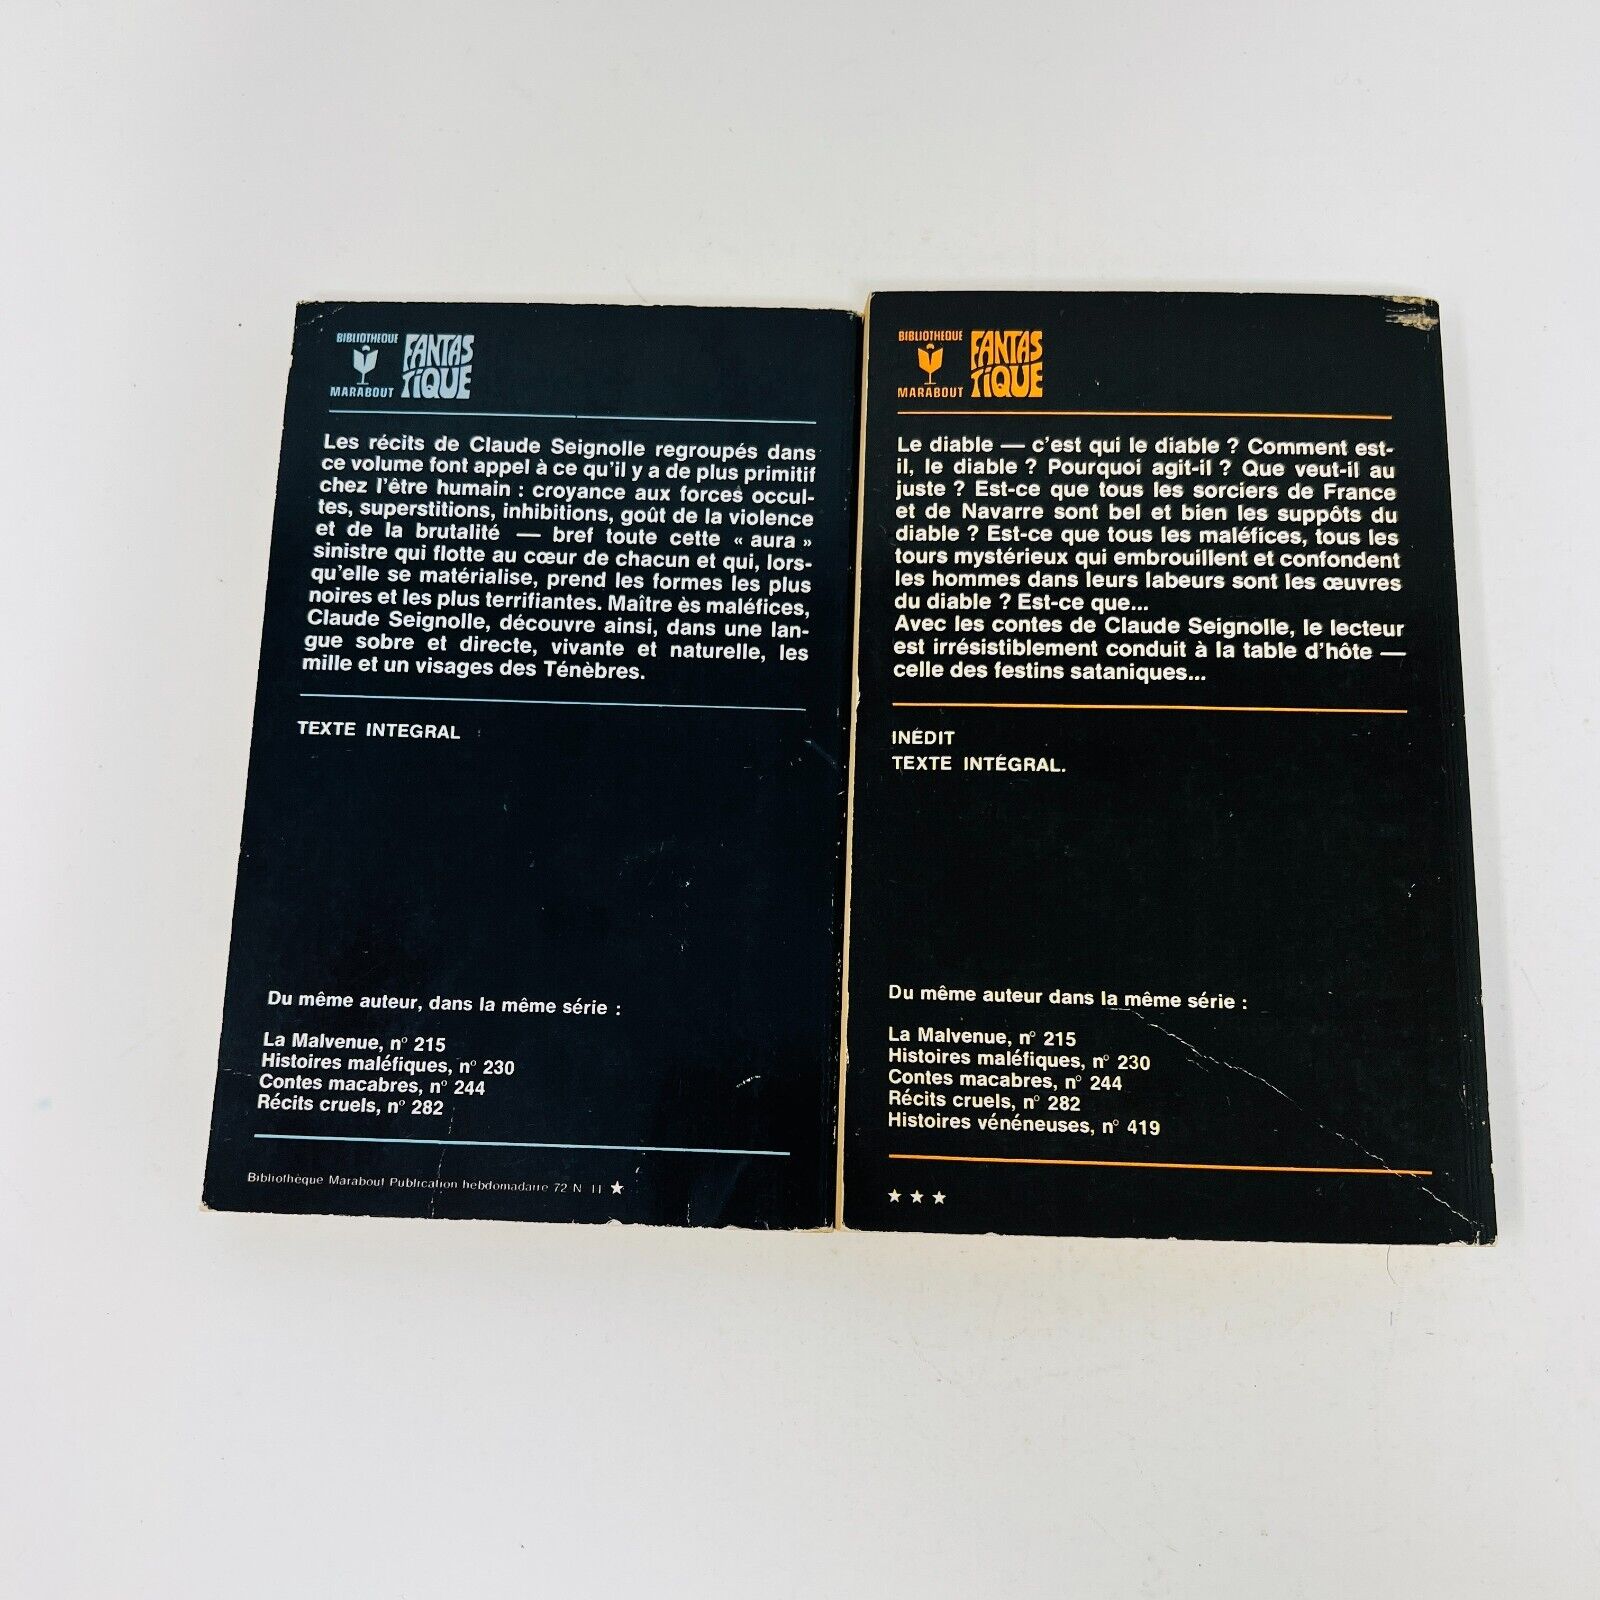 BIBLIOTHEQUE
MARABOUT
FANTAS
TIQUE
Les récits de Claude Seignolle regroupés dans
ce volume font appel à ce qu'il y a de plus primitif
chez l'être humain : croyance aux forces occul-
tes, superstitions, inhibitions, goût de la violence
et de la brutalité — bref toute cette « aura »
sinistre qui flotte au cœur de chacun et qui, lors-
qu'elle se matérialise, prend les formes les plus
noires et les plus terrifiantes. Maître ès maléfices,
Claude Seignolle, découvre ainsi, dans une lan-
gue sobre et directe, vivante et naturelle, les
mille et un visages des Ténèbres.
TEXTE INTEGRAL
Du même auteur, dans la même série :
La Malvenue, n° 215
Histoires maléfiques, n° 230
Contes macabres, n° 244
Récits cruels, n° 282
Bibliothèque Marabout Publication hebdomadaire 72 N 11 ★
BIBLIOTHEQUE
MARABOUT
FANTAS
TIQUE
Le diable — c'est qui le diable ? Comment est-
il, le diable ? Pourquoi agit-il ? Que veut-il au
juste ? Est-ce que tous les sorciers de France
et de Navarre sont bel et bien les suppôts du
diable ? Est-ce que tous les maléfices, tous les
tours mystérieux qui embrouillent et confondent
les hommes dans leurs labeurs sont les œuvres
du diable ? Est-ce que...
Avec les contes de Claude Seignolle, le lecteur
est irrésistiblement conduit à la table d'hôte —
celle des festins sataniques...
INÉDIT
TEXTE INTÉGRAL.
Du même auteur dans la même série :
La Malvenue, n° 215
Histoires maléfiques, n° 230
Contes macabres, n° 244
Récits cruels, n° 282
Histoires vénéneuses, n° 419
★ ★ ★